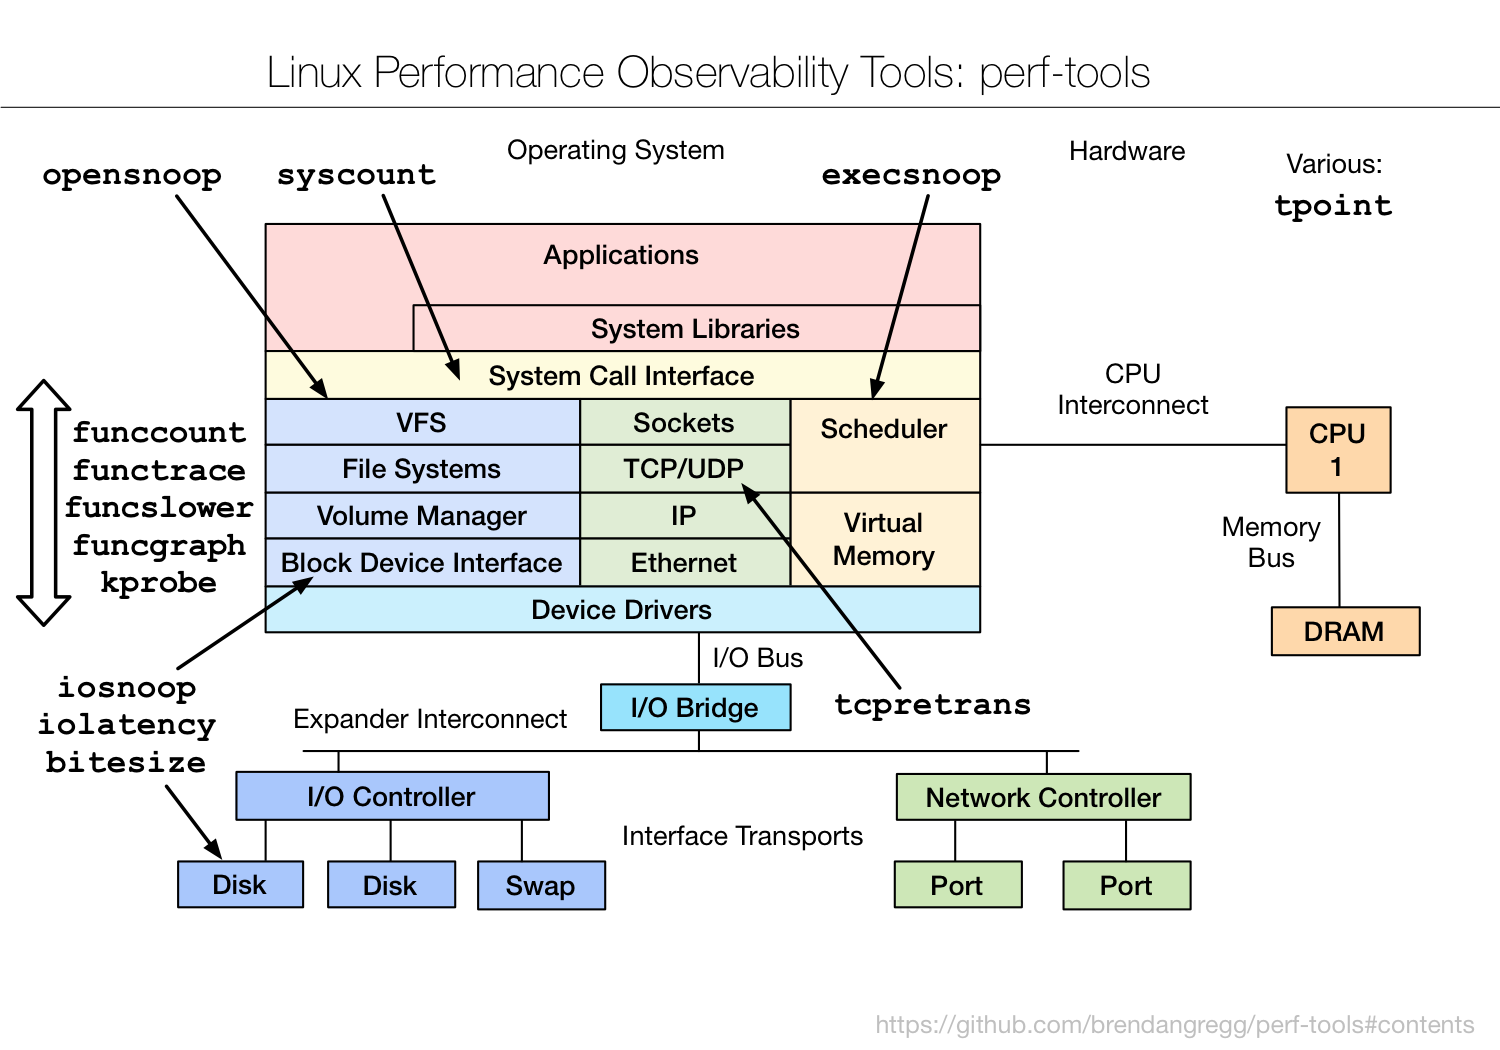 Linux Performance Observability Tools: perf-tools
Operating System
Hardware
Various:
tpoint
opensnoop
syscount
execsnoop
Applications
System Libraries
System Call Interface
VFS
Sockets
Scheduler
File Systems
TCP/UDP
Volume Manager
IP
Virtual
Memory
Block Device Interface
Ethernet
Device Drivers
funccount
functrace
funcslower
funcgraph
kprobe
CPU
Interconnect
CPU
1
Memory
Bus
DRAM
I/O Bus
I/O Bridge
iosnoop
iolatency
bitesize
tcpretrans
Expander Interconnect
I/O Controller
Network Controller
Interface Transports
Disk
Disk
Swap
Port
Port
https://github.com/brendangregg/perf-tools#contents